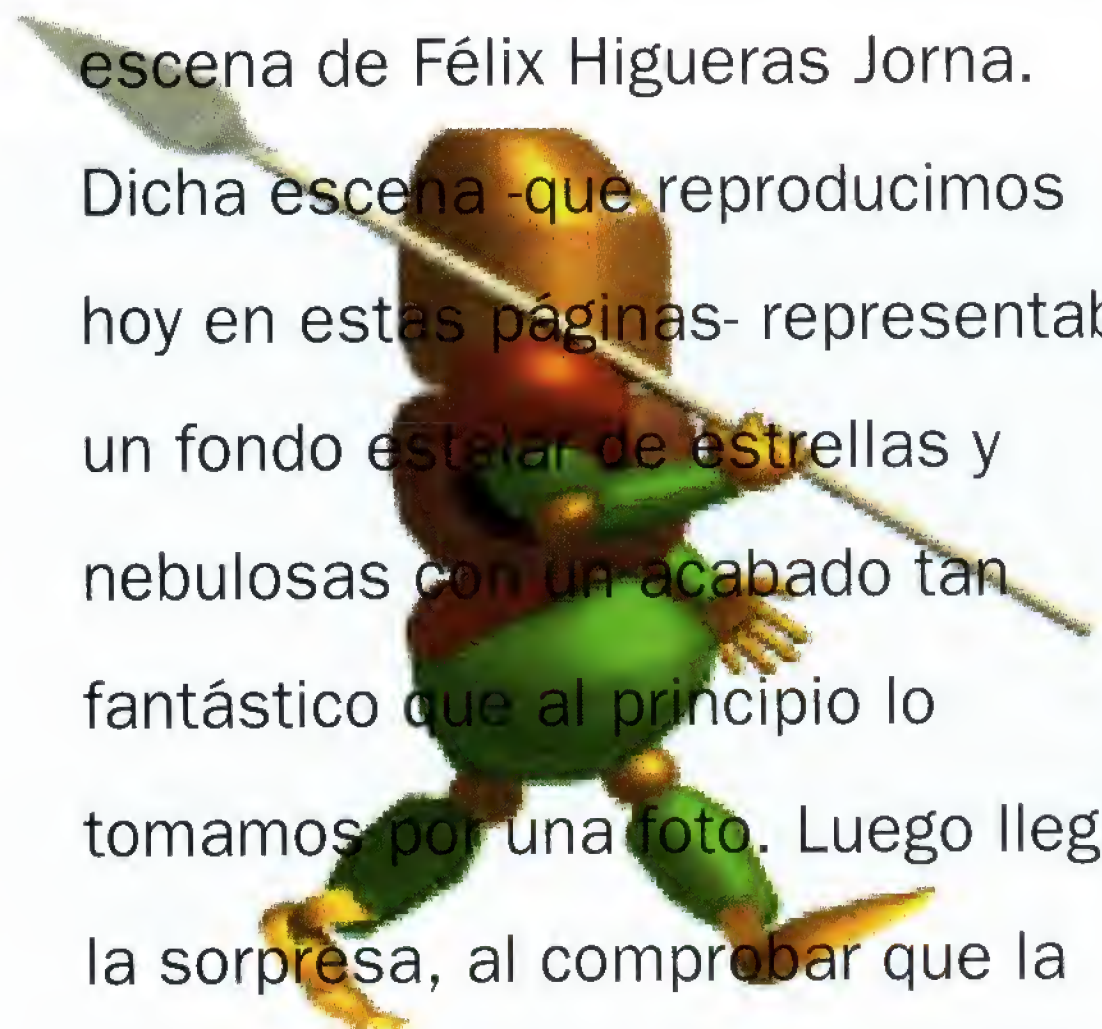 escena de Félix Higueras Jorna.
Dicha escena -que reproducimos
hoy en estas páginas- representab
un fondo estelar de estrellas y
nebulosas con un acabado tan
fantástico que al principio lo
tomamos por una foto. Luego lleg
la sorpresa, al comprobar que la